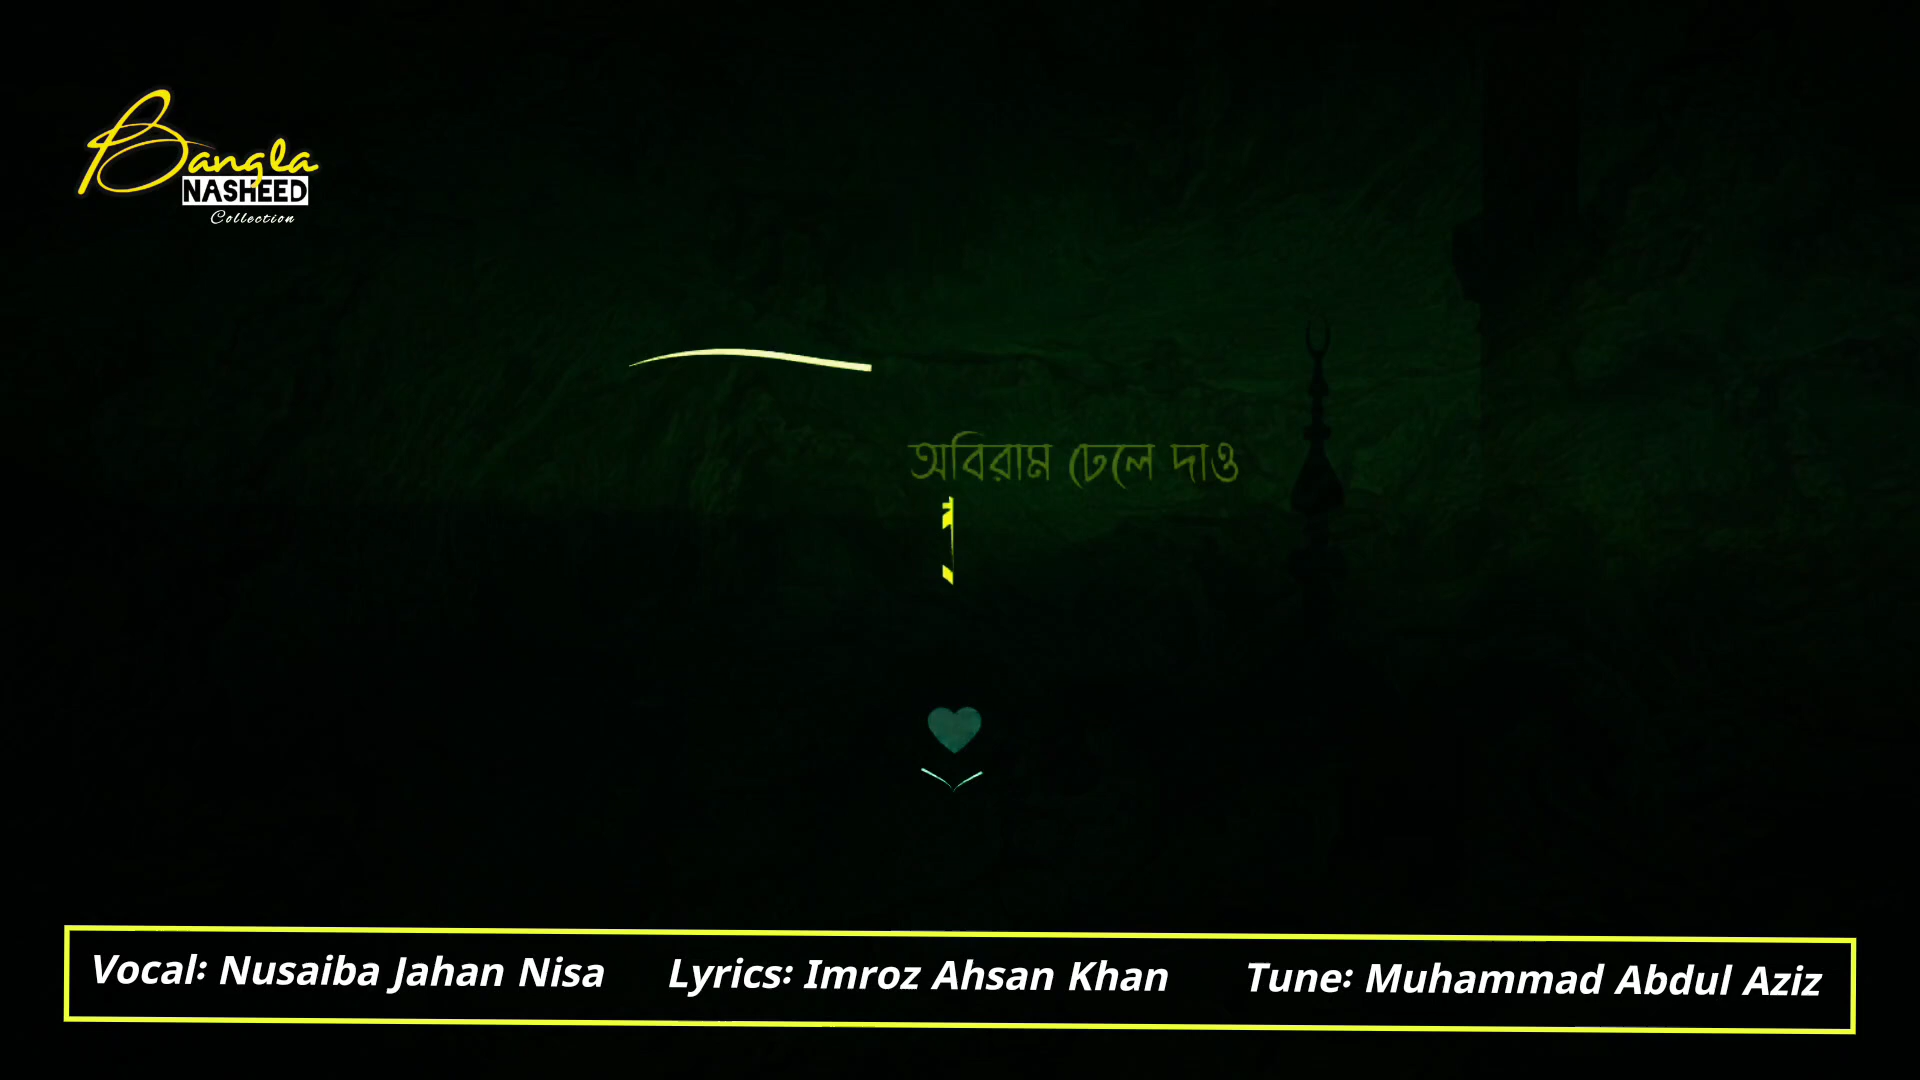 Bangla
NASHEED
Collection
অবিরাম ঢেলে দাও
Vocal: Nusaiba Jahan Nisa Lyrics: Imroz Ahsan Khan Tune: Muhammad Abdul Aziz